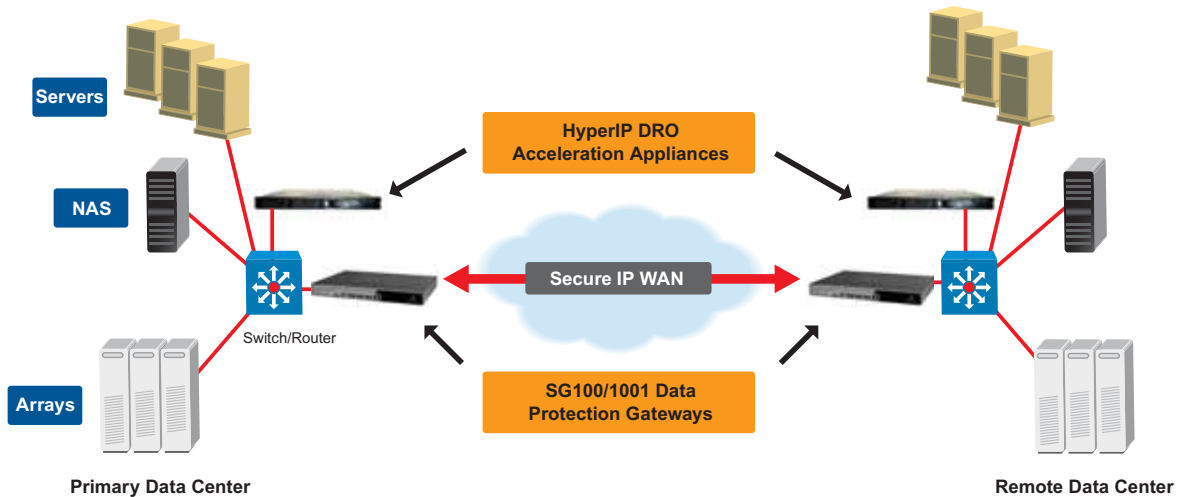 Servers
HyperIP DRO
Acceleration Appliances
NAS
Secure IP WAN
Switch/Router
SG100/1001 Data
Protection Gateways
Arrays
Primary Data Center
Remote Data Center